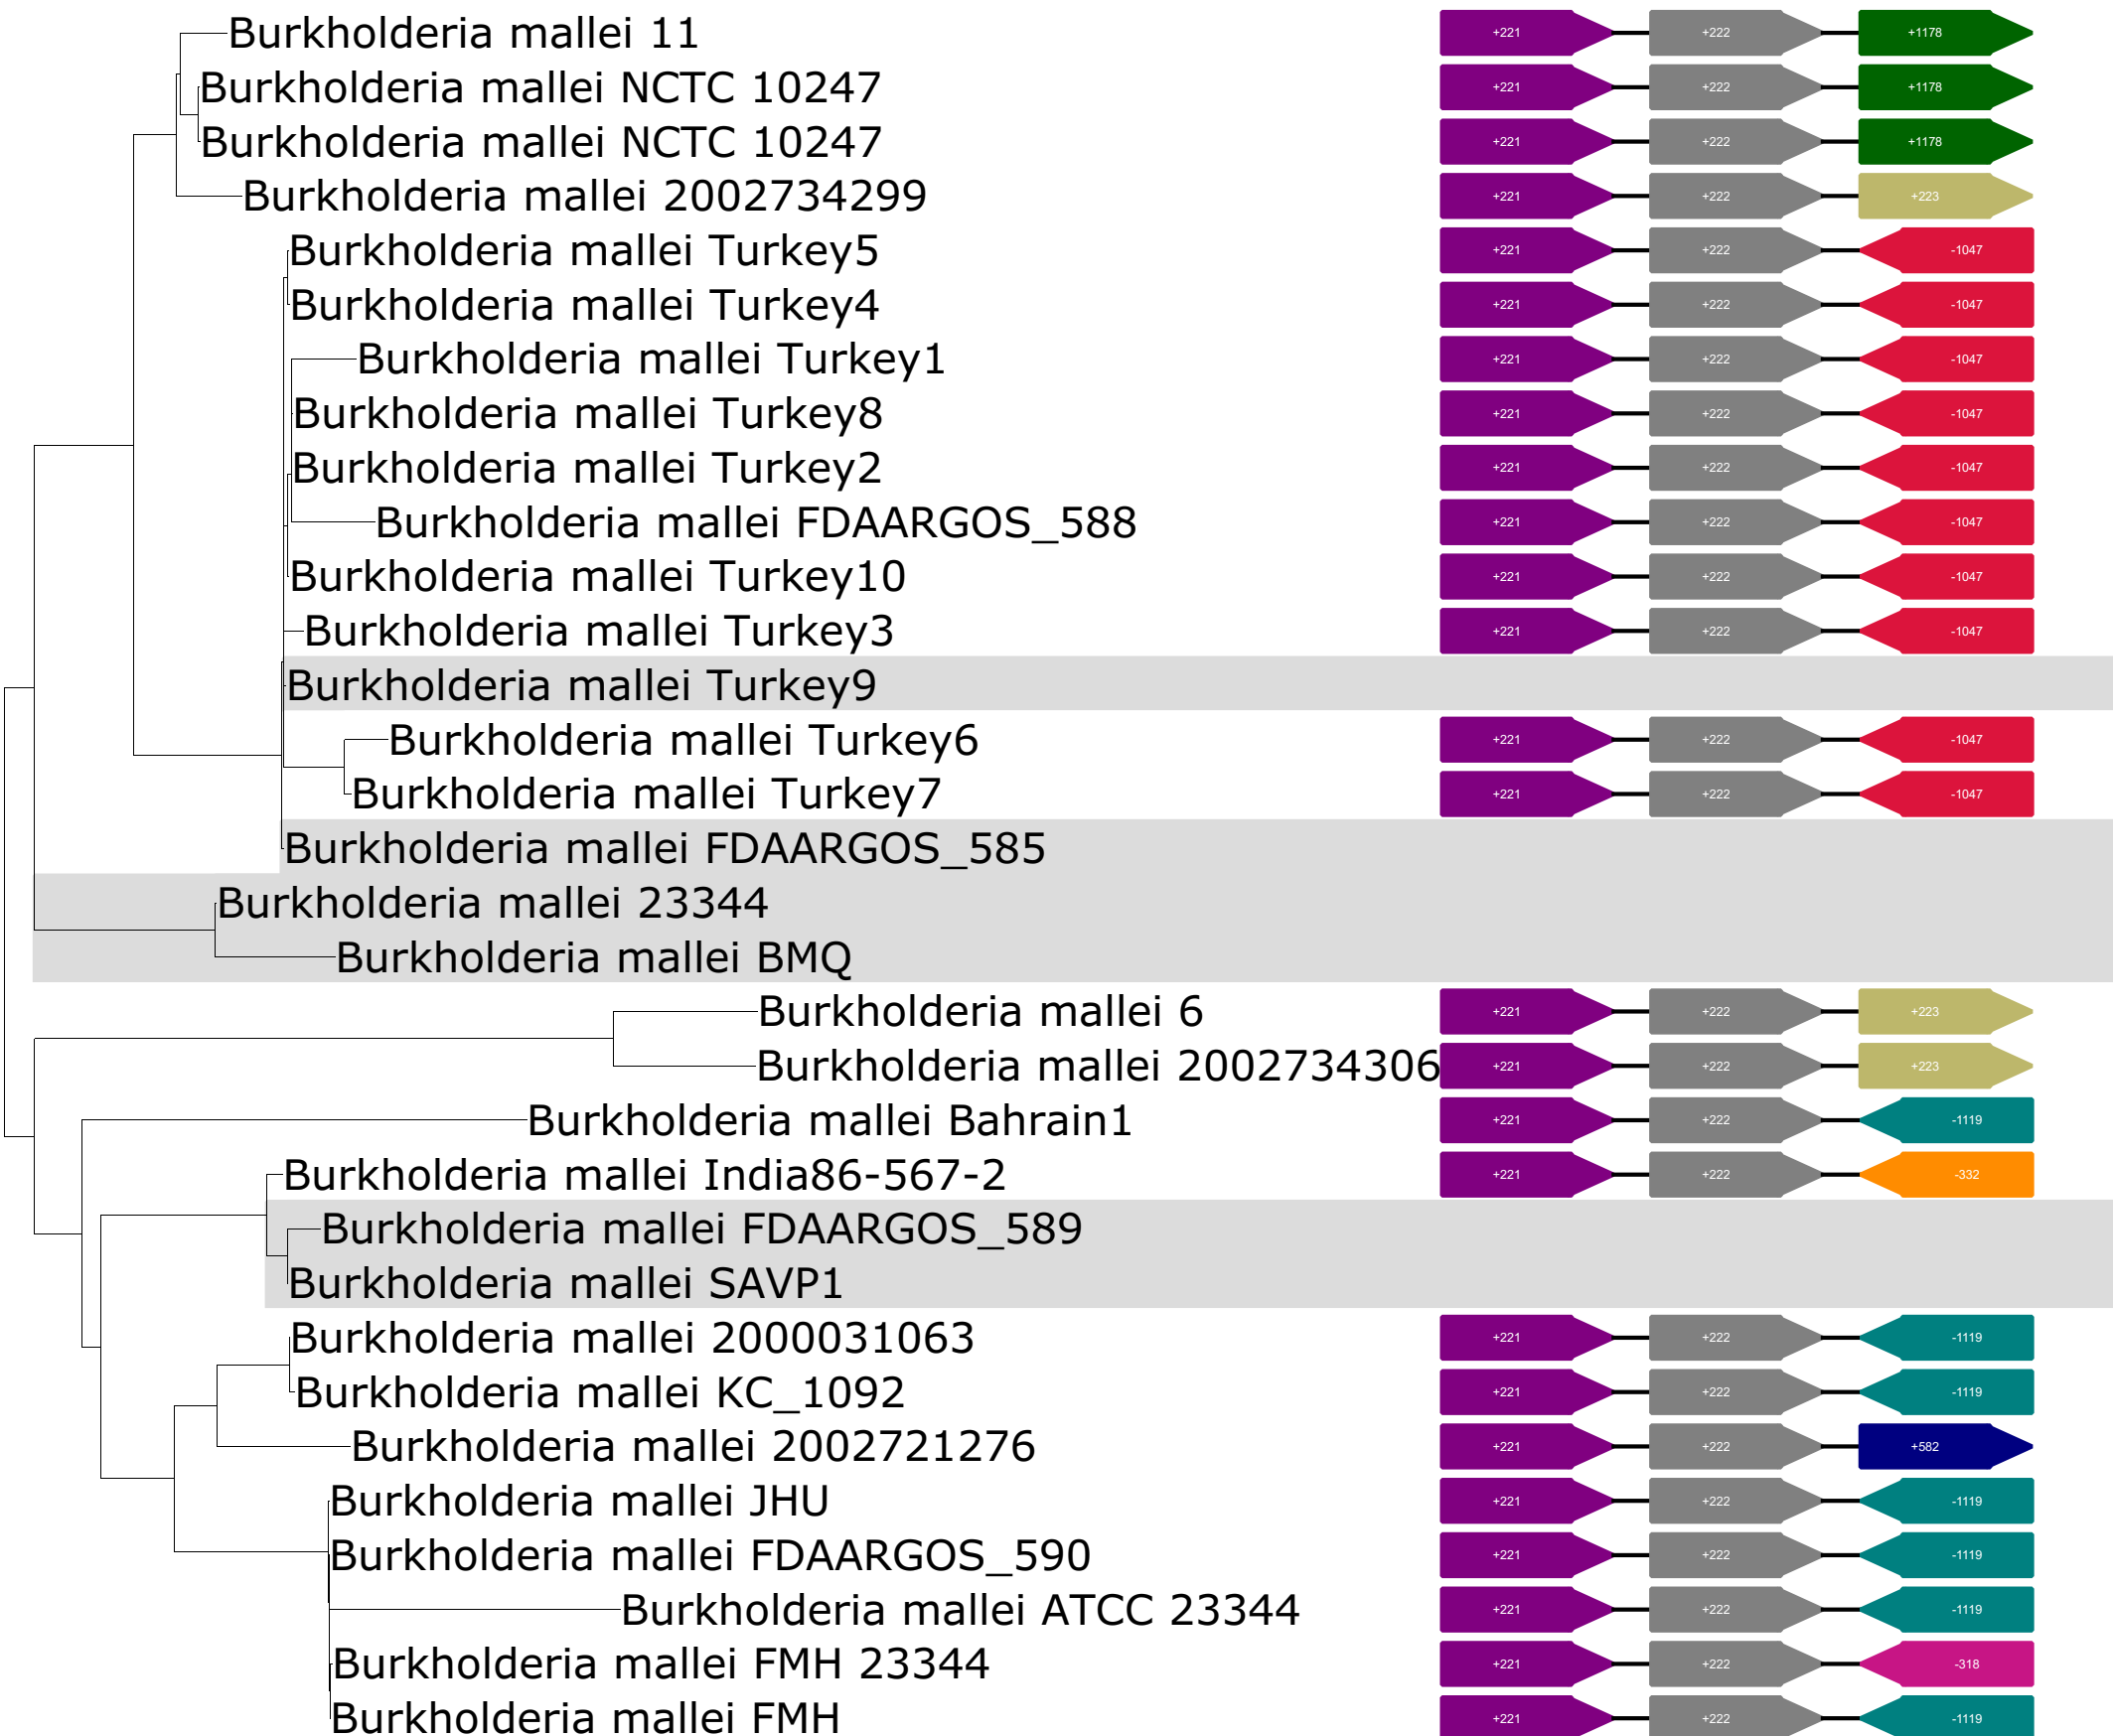 Burkholderia mallei 11 +221 +222 +1178
Burkholderia mallei NCTC 10247 +221 +222 +1178
Burkholderia mallei NCTC 10247 +221 +222 +1178
Burkholderia mallei 2002734299 +221 +222 +223
Burkholderia mallei Turkey5 +221 +222 -1047
Burkholderia mallei Turkey4 +221 +222 -1047
Burkholderia mallei Turkey1 +221 +222 -1047
Burkholderia mallei Turkey8 +221 +222 -1047
Burkholderia mallei Turkey2 +221 +222 -1047
Burkholderia mallei FDAARGOS_588 +221 +222 -1047
Burkholderia mallei Turkey10 +221 +222 -1047
Burkholderia mallei Turkey3 +221 +222 -1047
Burkholderia mallei Turkey9
Burkholderia mallei Turkey6 +221 +222 -1047
Burkholderia mallei Turkey7 +221 +222 -1047
Burkholderia mallei FDAARGOS_585
Burkholderia mallei 23344
Burkholderia mallei BMQ
Burkholderia mallei 6 +221 +222 +223
Burkholderia mallei 2002734306 +221 +222 +223
Burkholderia mallei Bahrain1 +221 +222 -1119
Burkholderia mallei India86-567-2 +221 +222 -332
Burkholderia mallei FDAARGOS_589
Burkholderia mallei SAVP1
Burkholderia mallei 2000031063 +221 +222 -1119
Burkholderia mallei KC_1092 +221 +222 -1119
Burkholderia mallei 2002721276 +221 +222 +582
Burkholderia mallei JHU +221 +222 -1119
Burkholderia mallei FDAARGOS_590 +221 +222 -1119
Burkholderia mallei ATCC 23344 +221 +222 -1119
Burkholderia mallei FMH 23344 +221 +222 -318
Burkholderia mallei FMH +221 +222 -1119